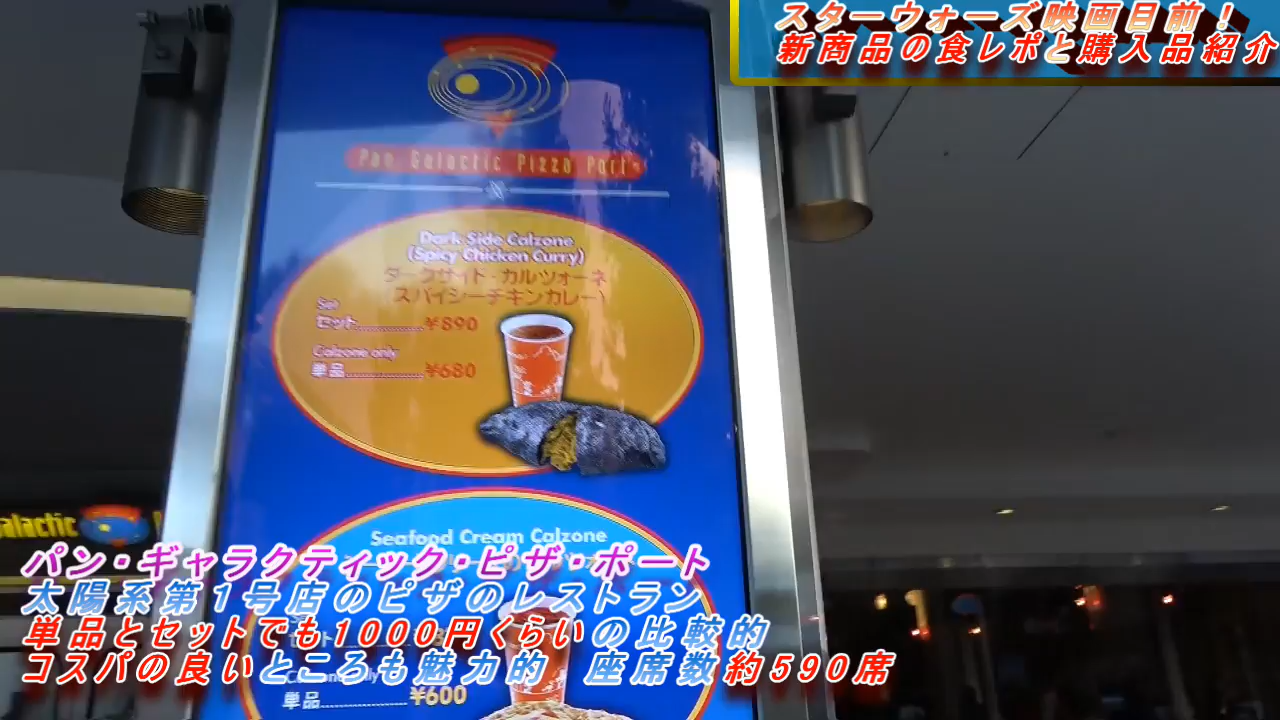 スターウォーズ映画目前！
新商品の食レポと購入品紹介
Pan Galactic Pizza Port
Dark Side Calzone
(Spicy Chicken Curry)
ダークサイド・カルツォーネ
(スパイシーチキンカレー)
Set
セット..............¥890
Calzone only
単品................¥680
alactic
Seafood Cream Calzone
パン・ギャラクティック・ピザ・ポート
太陽系第１号店のピザのレストラン
単品とセットでも1000円くらいの比較的
コスパの良いところも魅力的 座席数約590席
単品................¥600